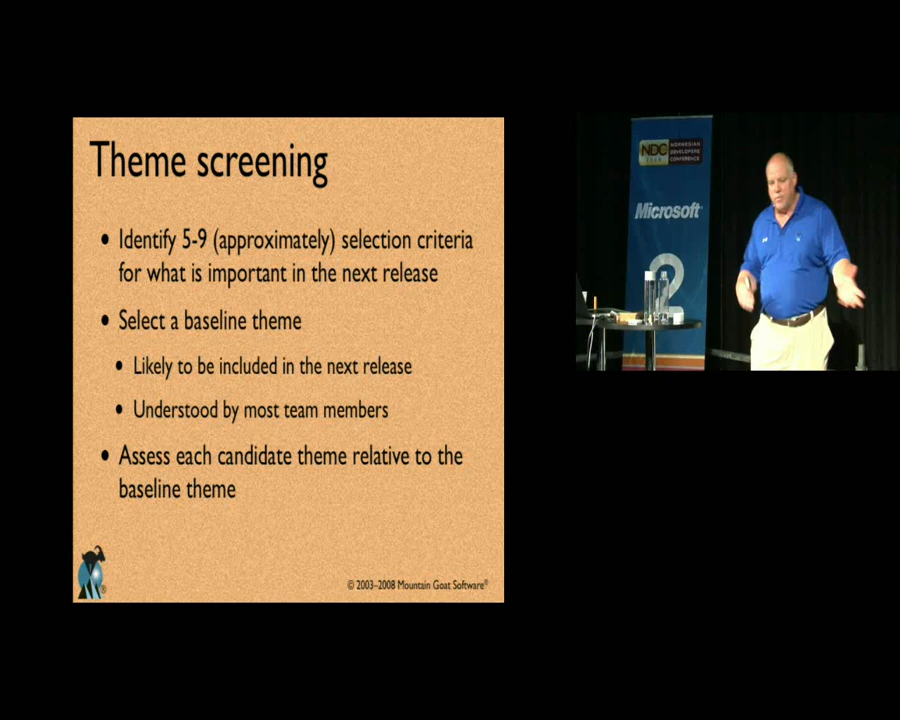 Theme screening
• Identify 5-9 (approximately) selection criteria
for what is important in the next release
• Select a baseline theme
• Likely to be included in the next release
• Understood by most team members
• Assess each candidate theme relative to the
baseline theme
© 2003–2008 Mountain Goat Software®
NDC
NORWEGIAN
DEVELOPERS
CONFERENCE
Microsoft
2